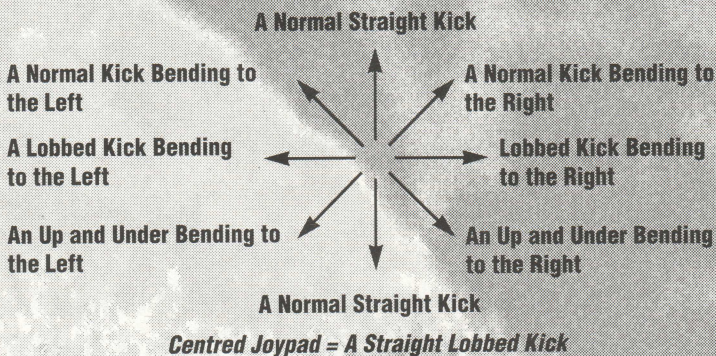 A Normal Straight Kick
A Normal Kick Bending to
the Left
A Normal Kick Bending to
the Right
A Lobbed Kick Bending
to the Left
Lobbed Kick Bending
to the Right
An Up and Under Bending to
the Left
An Up and Under Bending
to the Right
A Normal Straight Kick
Centred Joypad = A Straight Lobbed Kick